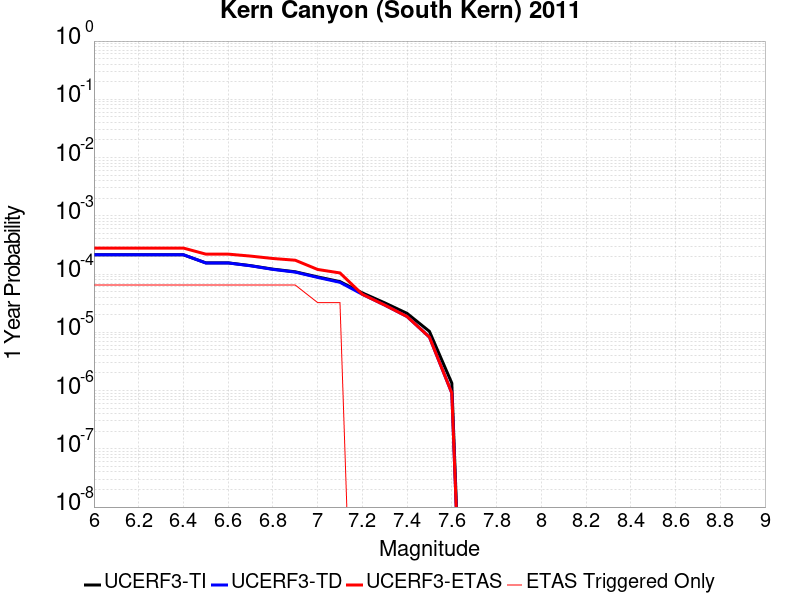 Kern Canyon (South Kern) 2011
10^0
10^-1
10^-2
10^-3
10^-4
10^-5
10^-6
10^-7
10^-8
1 Year Probability
6 6.2 6.4 6.6 6.8 7 7.2 7.4 7.6 7.8 8 8.2 8.4 8.6 8.8 9
Magnitude
UCERF3-TI UCERF3-TD UCERF3-ETAS ETAS Triggered Only